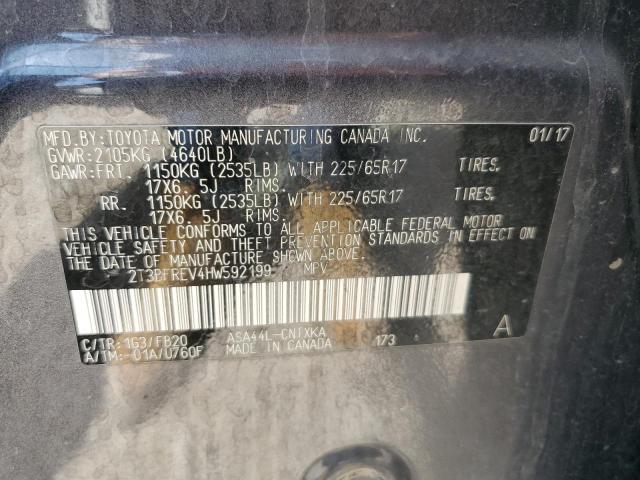 MFD.BY:TOYOTA MOTOR MANUFACTURING CANADA INC. 01/17
GVWR:2105KG (4640LB)
GAWR:FRT. 1150KG (2535LB) WITH 225/65R17 TIRES.
17X6. 5J RIMS.
RR. 1150KG (2535LB) WITH 225/65R17 TIRES.
17X6. 5J RIMS.
THIS VEHICLE CONFORMS TO ALL APPLICABLE FEDERAL MOTOR
VEHICLE SAFETY AND THEFT PREVENTION STANDARDS IN EFFECT
ON THE DATE OF MANUFACTURE SHOWN ABOVE.
2T3BFREV4HW592199 MPV
C/TR:1G3/FB20 ASA44L-CNTXKA 173 A
A/TM:-01A/0760F MADE IN CANADA